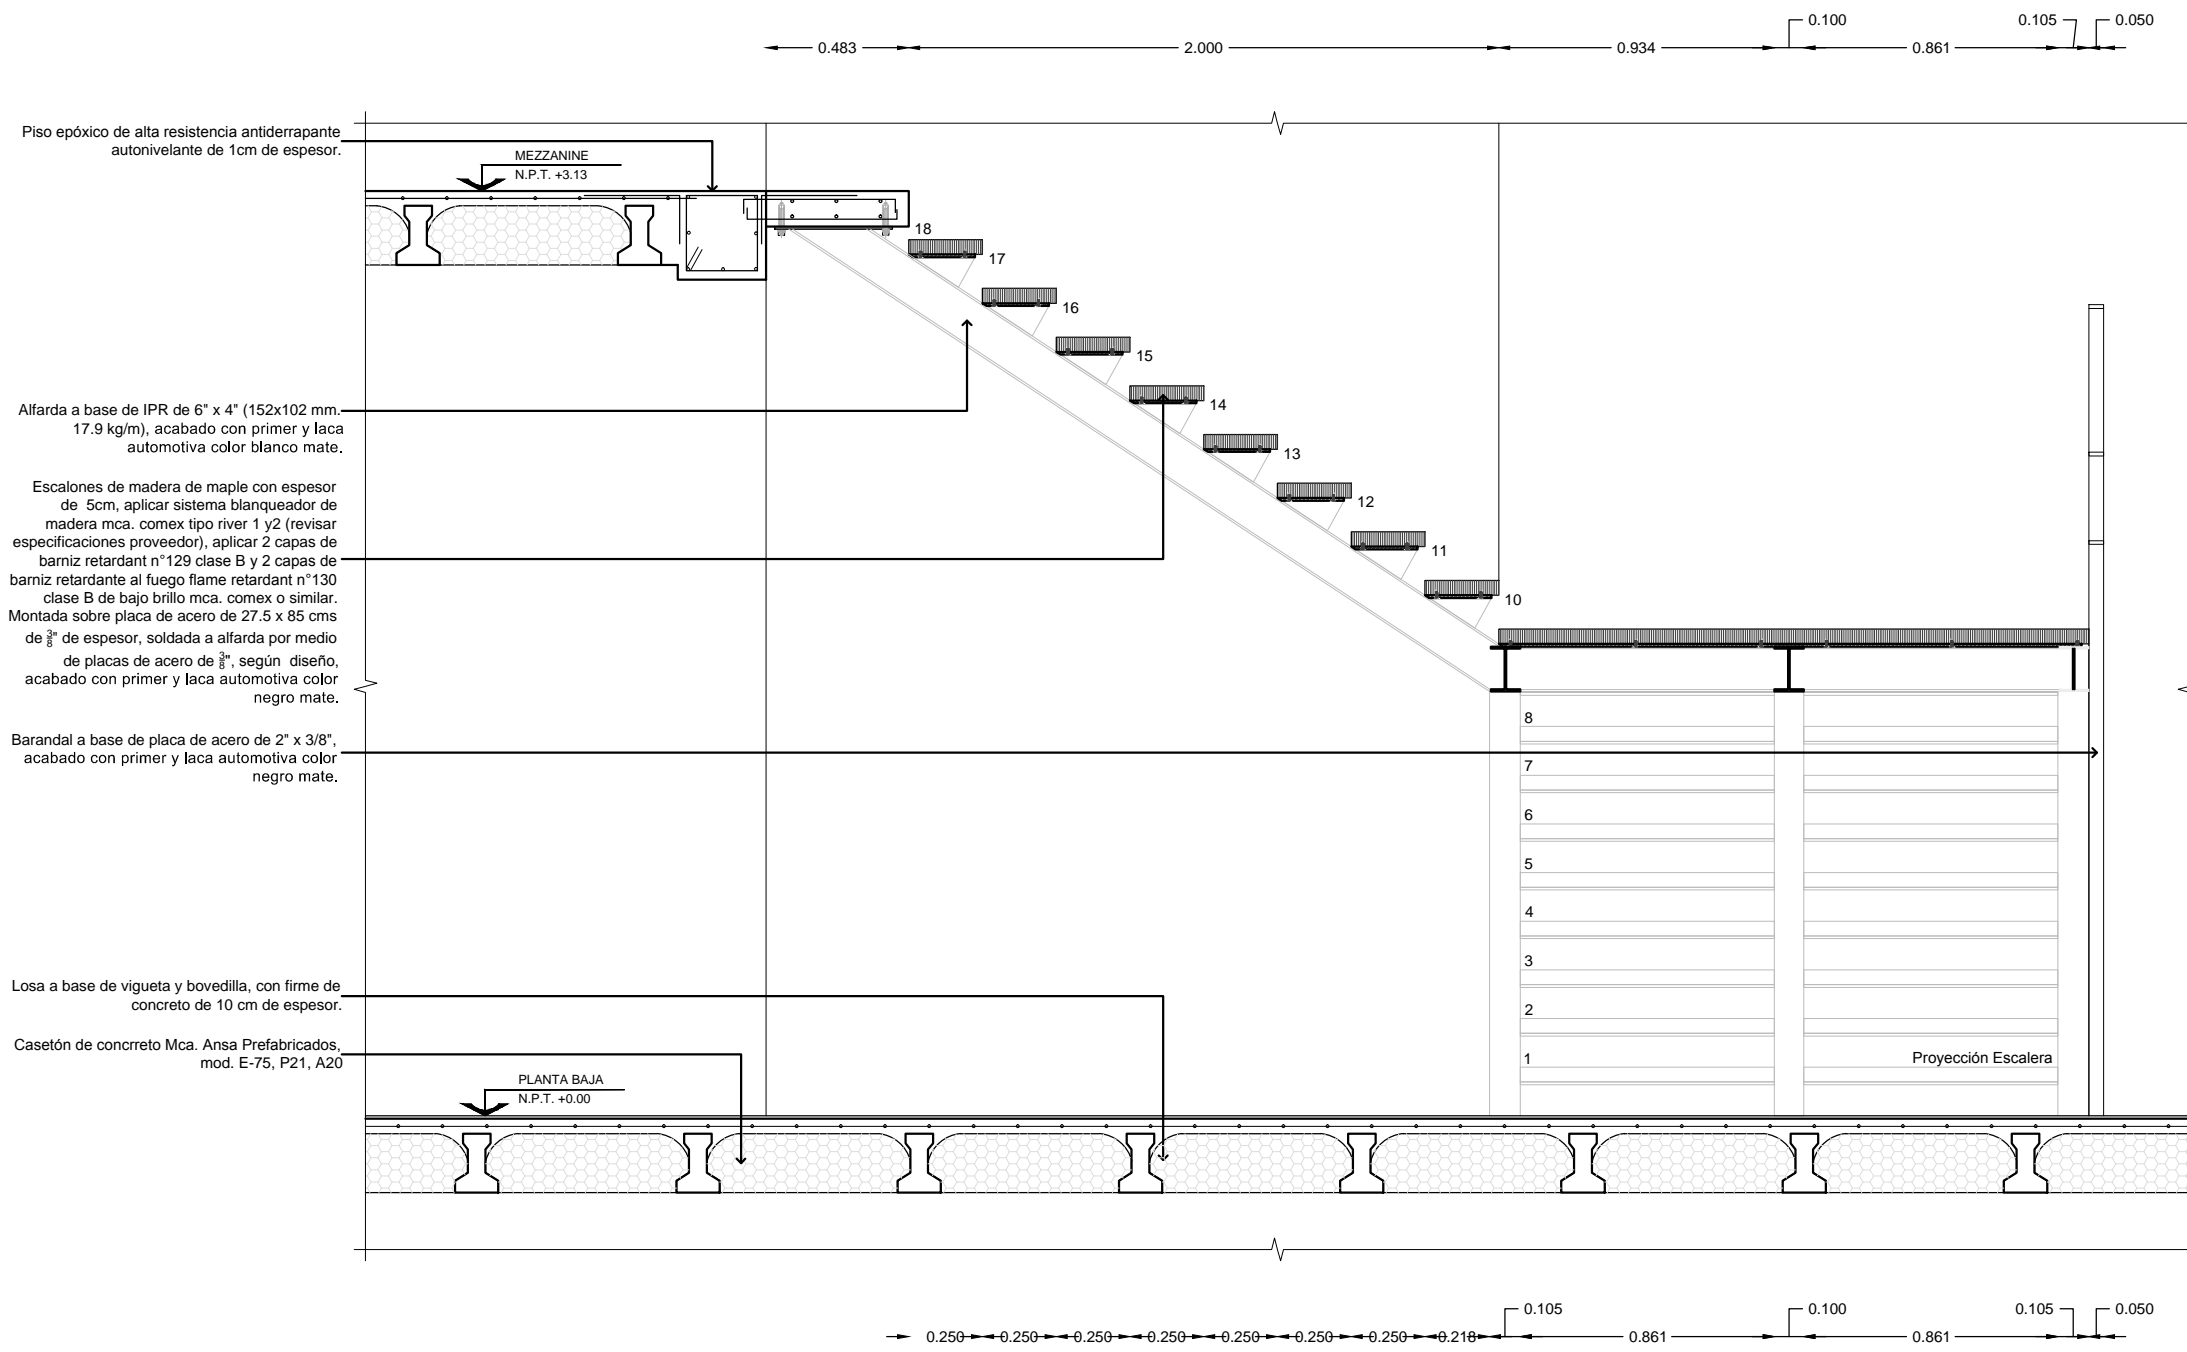 0.100
0.105
0.050
0.483
2.000
0.934
0.861
Piso epóxico de alta resistencia antiderrapante
autonivelante de 1cm de espesor.
MEZZANINE
N.P.T. +3.13
18
17
16
15
14
13
12
11
10
Alfarda a base de IPR de 6" x 4" (152x102 mm.
17.9 kg/m), acabado con primer y laca
automotiva color blanco mate.
Escalones de madera de maple con espesor
de 5cm, aplicar sistema blanqueador de
madera mca. comex tipo river 1 y2 (revisar
especificaciones proveedor), aplicar 2 capas de
barniz retardant n°129 clase B y 2 capas de
barniz retardante al fuego flame retardant n°130
clase B de bajo brillo mca. comex o similar.
Montada sobre placa de acero de 27.5 x 85 cms
de 3/8" de espesor, soldada a alfarda por medio
de placas de acero de 3/8", según diseño,
acabado con primer y laca automotiva color
negro mate.
Barandal a base de placa de acero de 2" x 3/8",
acabado con primer y laca automotiva color
negro mate.
8
7
6
5
4
3
2
1
Proyección Escalera
Losa a base de vigueta y bovedilla, con firme de
concreto de 10 cm de espesor.
Casetón de concrreto Mca. Ansa Prefabricados,
mod. E-75, P21, A20
PLANTA BAJA
N.P.T. +0.00
0.105
0.100
0.105
0.050
0.250
0.250
0.250
0.250
0.250
0.250
0.250
0.218
0.861
0.861